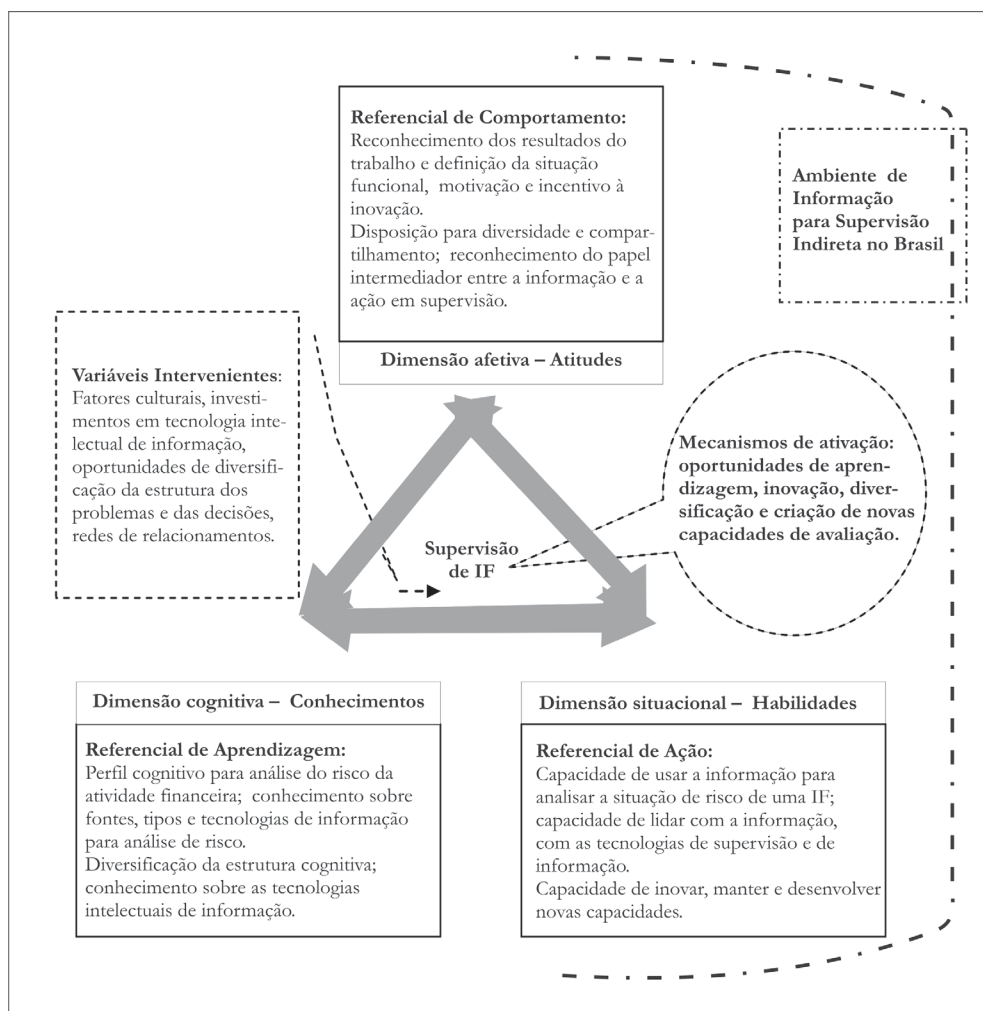 Referencial de Comportamento:
Reconhecimento dos resultados do
trabalho e definição da situação
funcional, motivação e incentivo à
inovação.
Disposição para diversidade e compar-
tilhamento; reconhecimento do papel
intermediador entre a informação e a
ação em supervisão.
Dimensão afetiva – Atitudes
Ambiente de
Informação
para Supervisão
Indireta no Brasil
Variáveis Intervenientes:
Fatores culturais, investi-
mentos em tecnologia inte-
lectual de informação,
oportunidades de diversifi-
cação da estrutura dos
problemas e das decisões,
redes de relacionamentos.
Mecanismos de ativação:
oportunidades de apren-
dizagem, inovação, diver-
sificação e criação de novas
capacidades de avaliação.
Supervisão
de IF
Dimensão cognitiva – Conhecimentos
Referencial de Aprendizagem:
Perfil cognitivo para análise do risco da
atividade financeira; conhecimento sobre
fontes, tipos e tecnologias de informação
para análise de risco.
Diversificação da estrutura cognitiva;
conhecimento sobre as tecnologias
intelectuais de informação.
Dimensão situacional – Habilidades
Referencial de Ação:
Capacidade de usar a informação para
analisar a situação de risco de uma IF;
capacidade de lidar com a informação,
com as tecnologias de supervisão e de
informação.
Capacidade de inovar, manter e desenvolver
novas capacidades.